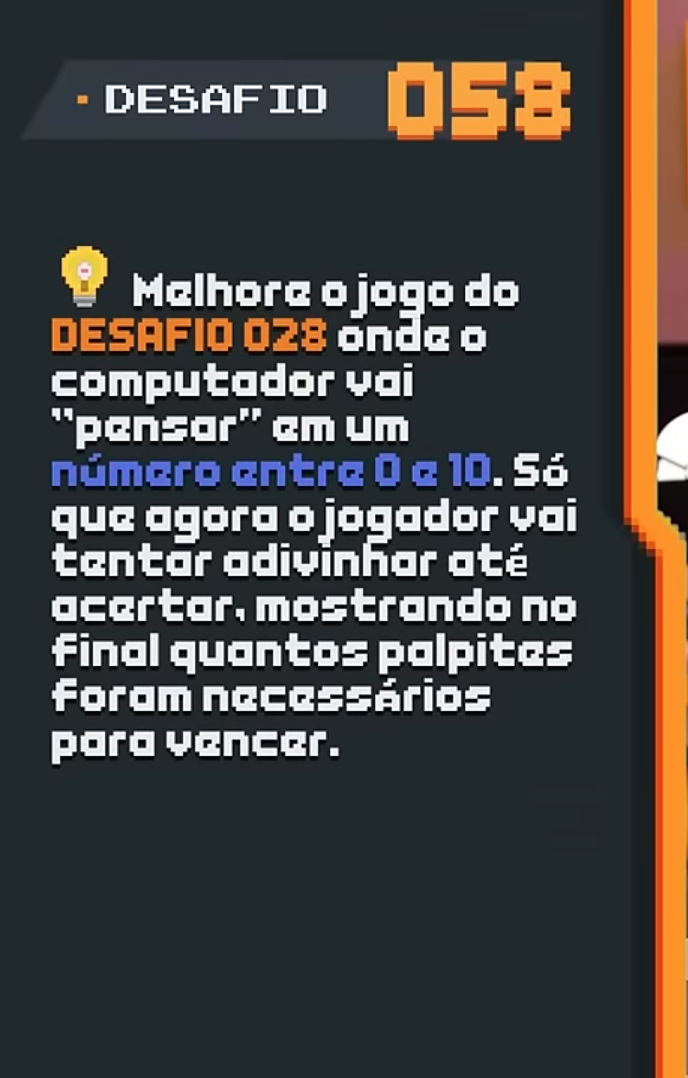 DESAFIO 058
Melhore o jogo do
DESAFIO 028 onde o
computador vai
"pensar" em um
número entre 0 e 10. Só
que agora o jogador vai
tentar adivinhar até
acertar, mostrando no
final quantos palpites
foram necessários
para vencer.